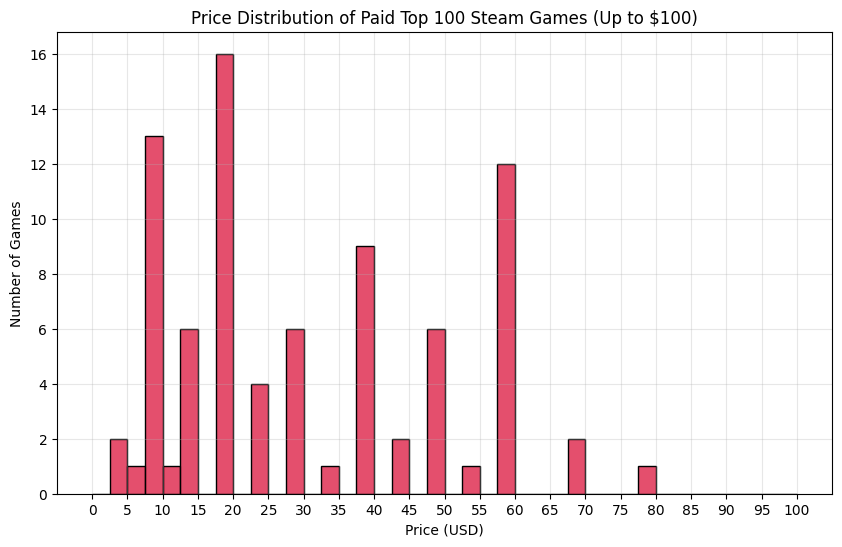 Price Distribution of Paid Top 100 Steam Games (Up to $100)
Number of Games
16
14
12
10
8
6
4
2
0
0 5 10 15 20 25 30 35 40 45 50 55 60 65 70 75 80 85 90 95 100
Price (USD)